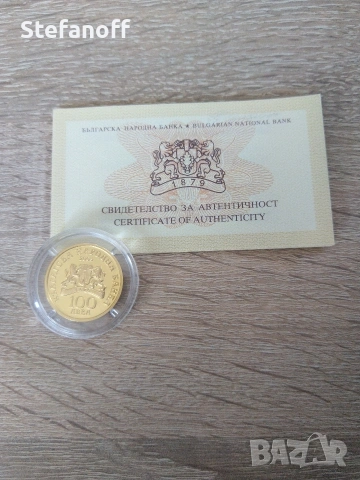 Stefanoff
БЪЛГАРСКА НАРОДНА БАНКА ★ BULGARIAN NATIONAL BANK
1879
СВИДЕТЕЛСТВО ЗА АВТЕНТИЧНОСТ
CERTIFICATE OF AUTHENTICITY
100
BAZAR